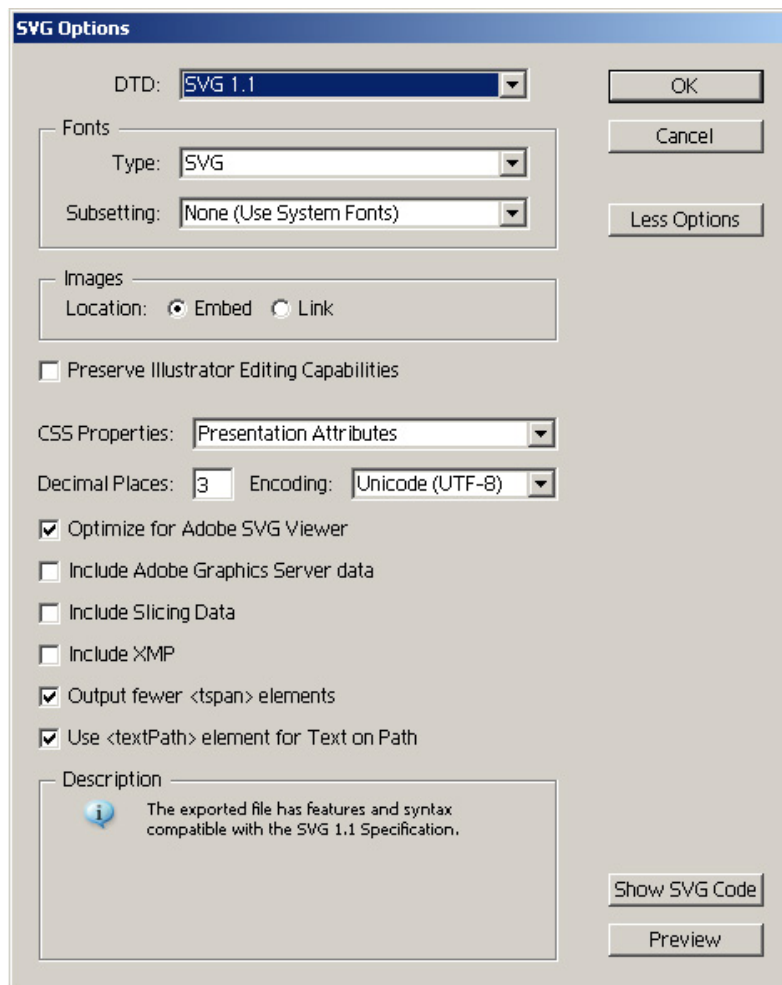 SVG Options
DTD: SVG 1.1
OK
Fonts
Cancel
Type: SVG
Subsetting: None (Use System Fonts)
Less Options
Images
Location: Embed Link
Preserve Illustrator Editing Capabilities
CSS Properties: Presentation Attributes
Decimal Places: 3 Encoding: Unicode (UTF-8)
Optimize for Adobe SVG Viewer
Include Adobe Graphics Server data
Include Slicing Data
Include XMP
Output fewer <tspan> elements
Use <textPath> element for Text on Path
Description
The exported file has features and syntax
compatible with the SVG 1.1 Specification.
Show SVG Code
Preview